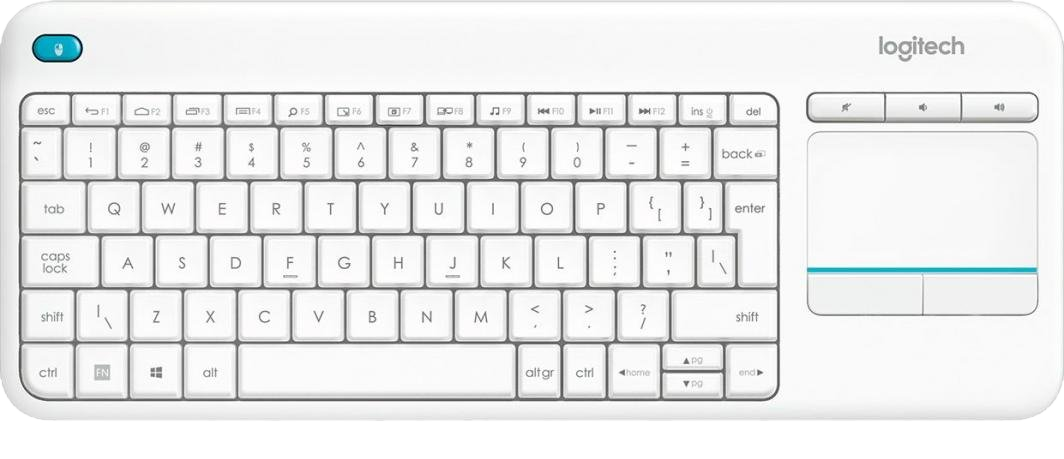 logitech
esc F1 F2 F3 F4 F5 F6 F7 F8 F9 F10 F11 F12 ins del
~ ` ! 1 @ 2 # 3 $ 4 % 5 ^ 6 & 7 * 8 ( 9 ) 0 _ - + = back
tab Q W E R T Y U I O P { [ } ] enter
caps lock A S D F G H J K L : ; " ' | \
shift | \ Z X C V B N M < , > . ? / shift
ctrl FN alt alt gr ctrl ◀home ▲pg ▼pg end▶